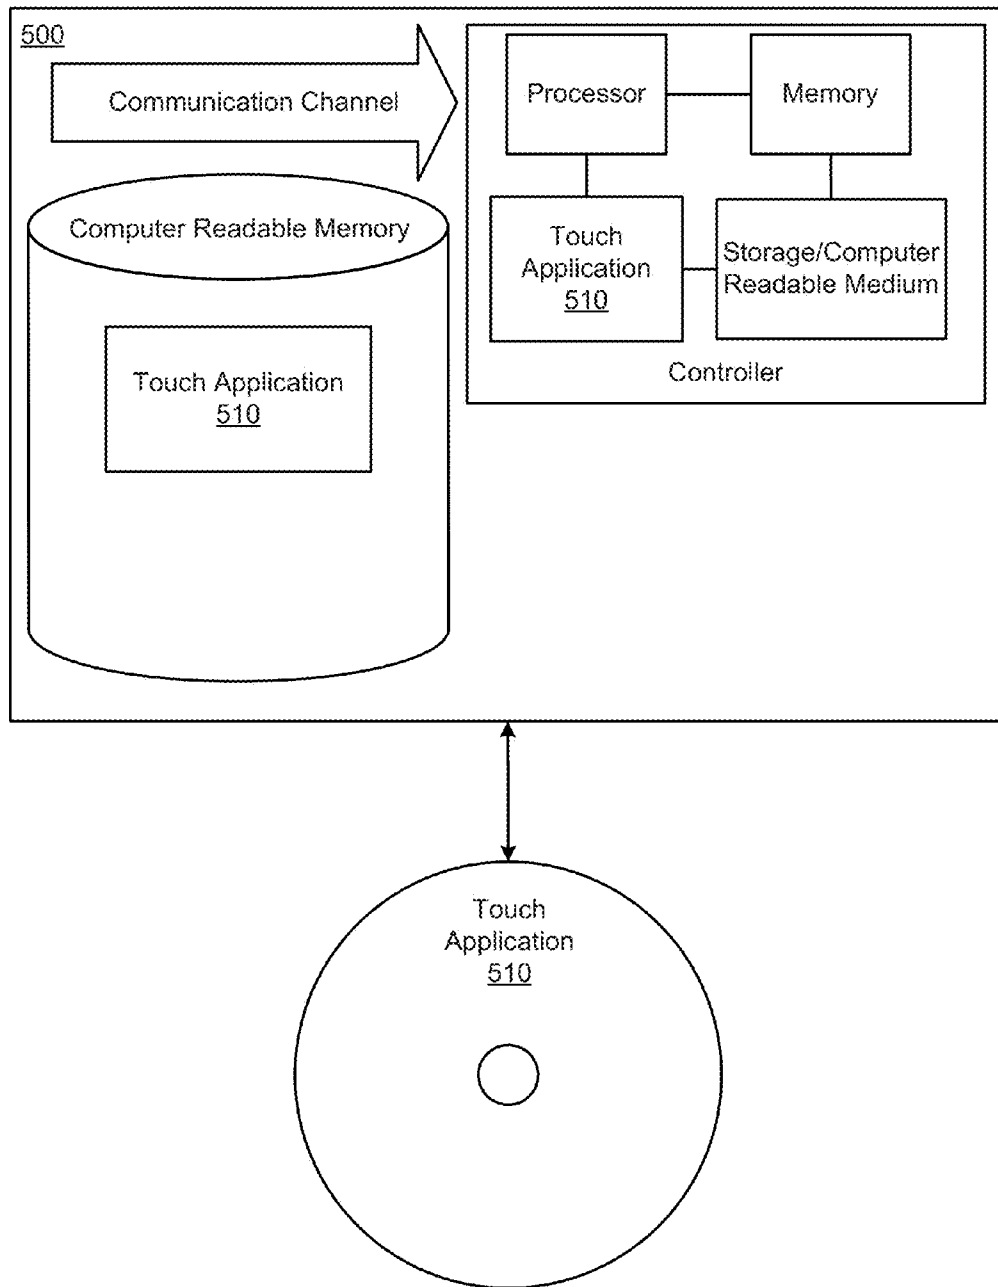 500
Communication Channel
Processor
Memory
Computer Readable Memory
Touch
Application
510
Storage/Computer
Readable Medium
Controller
Touch Application
510
Touch
Application
510